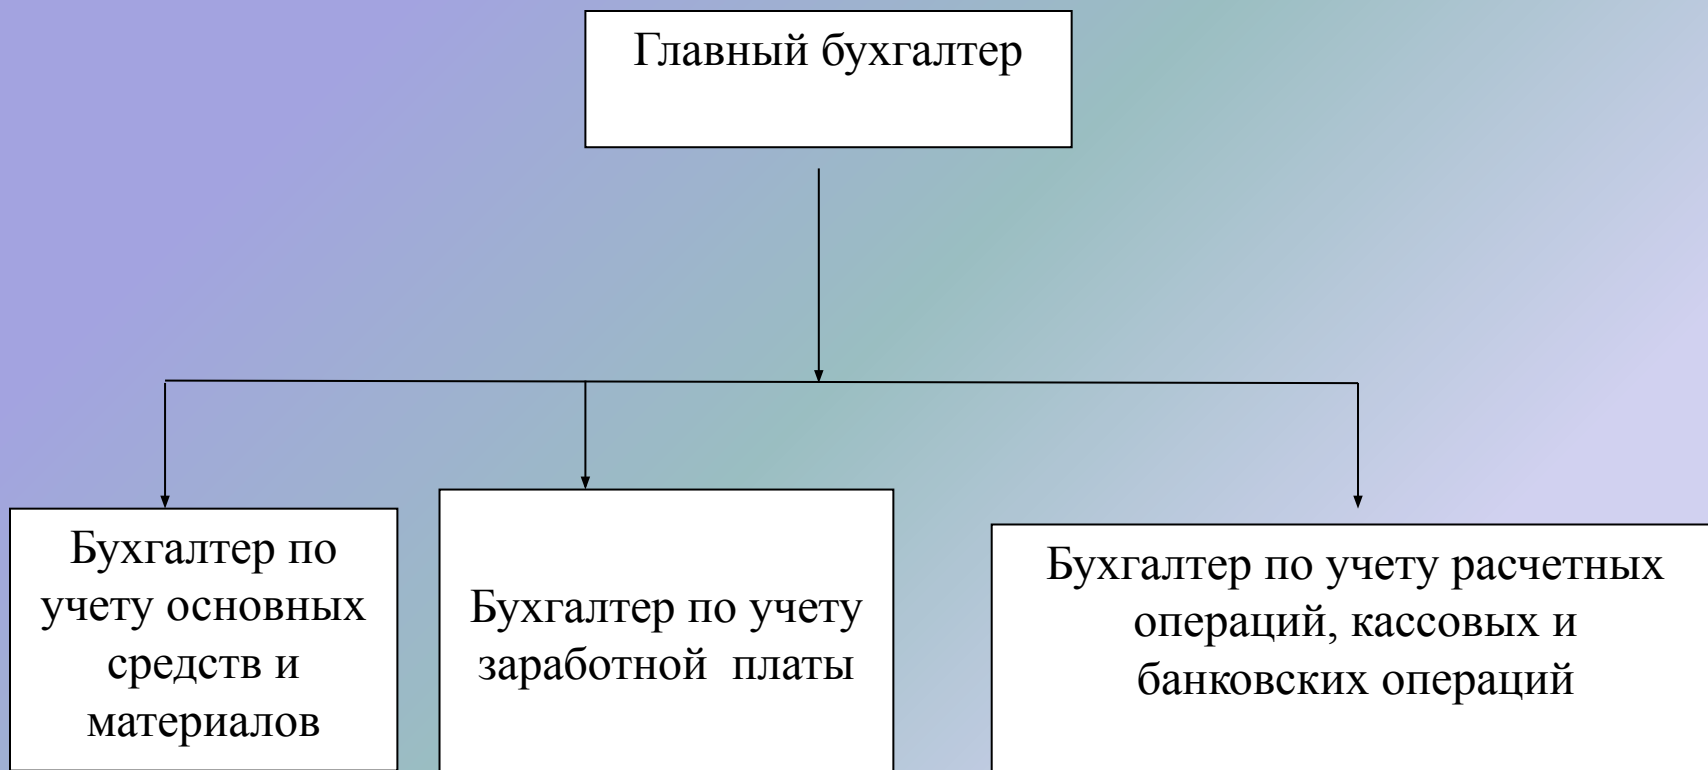 Главный бухгалтер
Бухгалтер по
учету основных
средств и
материалов
Бухгалтер по учету
заработной платы
Бухгалтер по учету расчетных
операций, кассовых и
банковских операций